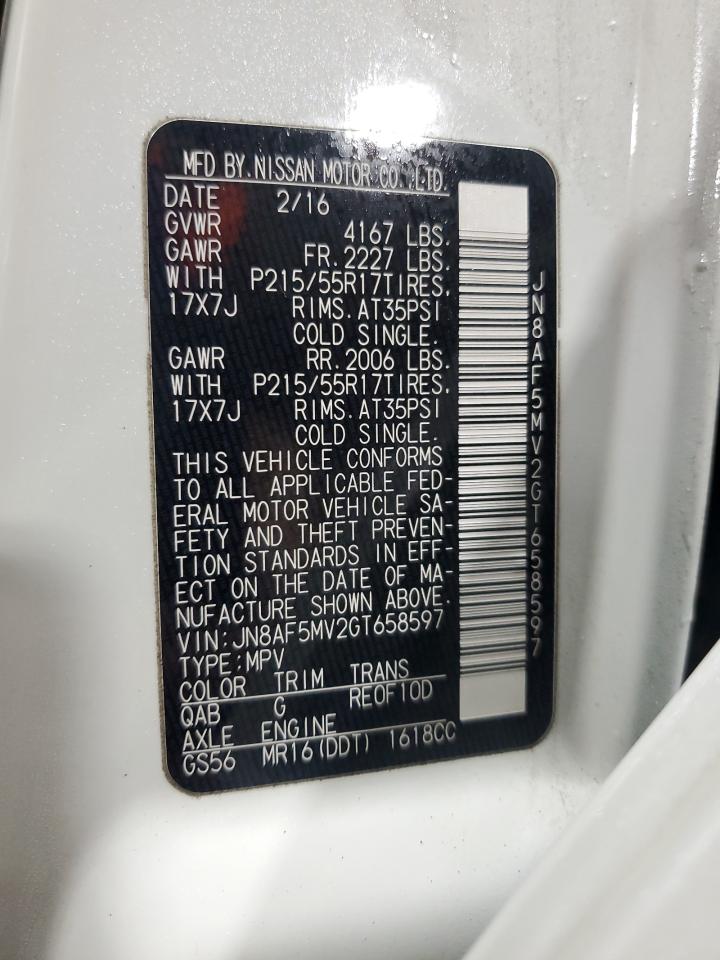 MFD BY.NISSAN MOTOR CO.,LTD.
DATE 2/16
GVWR 4167 LBS.
GAWR FR.2227 LBS.
WITH P215/55R17TIRES,
17X7J RIMS.AT35PSI
COLD SINGLE.
GAWR RR.2006 LBS.
WITH P215/55R17TIRES,
17X7J RIMS.AT35PSI
COLD SINGLE.
THIS VEHICLE CONFORMS
TO ALL APPLICABLE FED-
ERAL MOTOR VEHICLE SA-
FETY AND THEFT PREVEN-
TION STANDARDS IN EFF-
ECT ON THE DATE OF MA-
NUFACTURE SHOWN ABOVE.
VIN:JN8AF5MV2GT658597
TYPE:MPV
COLOR TRIM TRANS
QAB G RE0F10D
AXLE ENGINE
GS56 MR16(DDT) 1618CC
JN8AF5MV2GT658597